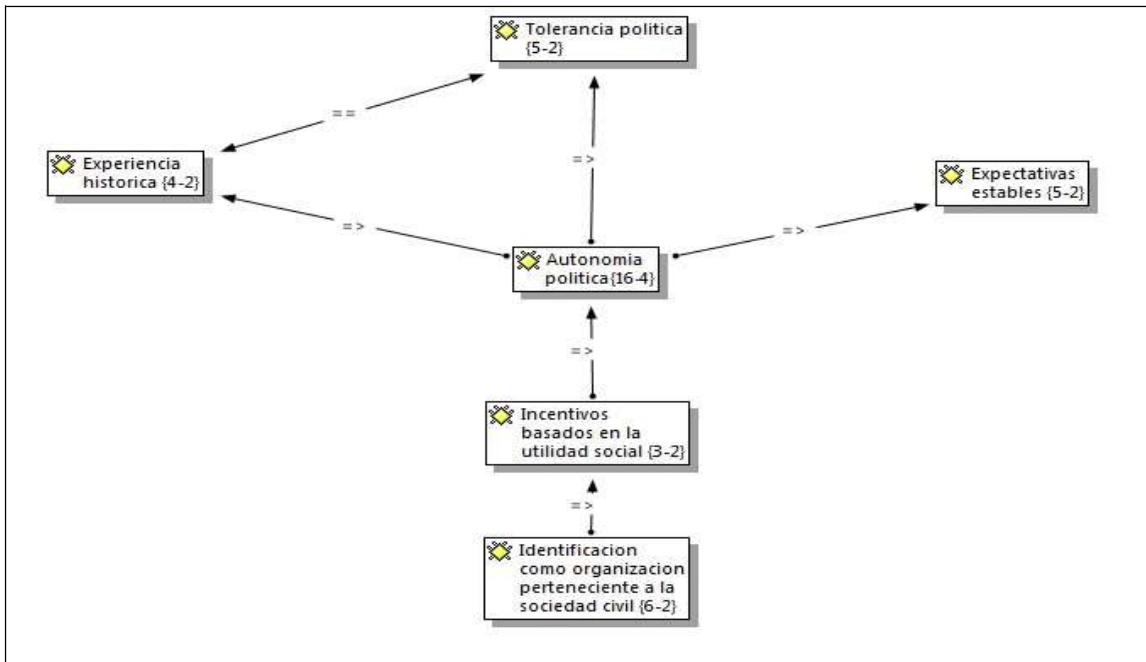 Tolerancia politica
{5-2}
==
Experiencia
historica {4-2}
=>
Expectativas
estables {5-2}
=>
=>
Autonomia
politica{16-4}
=>
Incentivos
basados en la
utilidad social {3-2}
=>
Identificacion
como organizacion
perteneciente a la
sociedad civil {6-2}